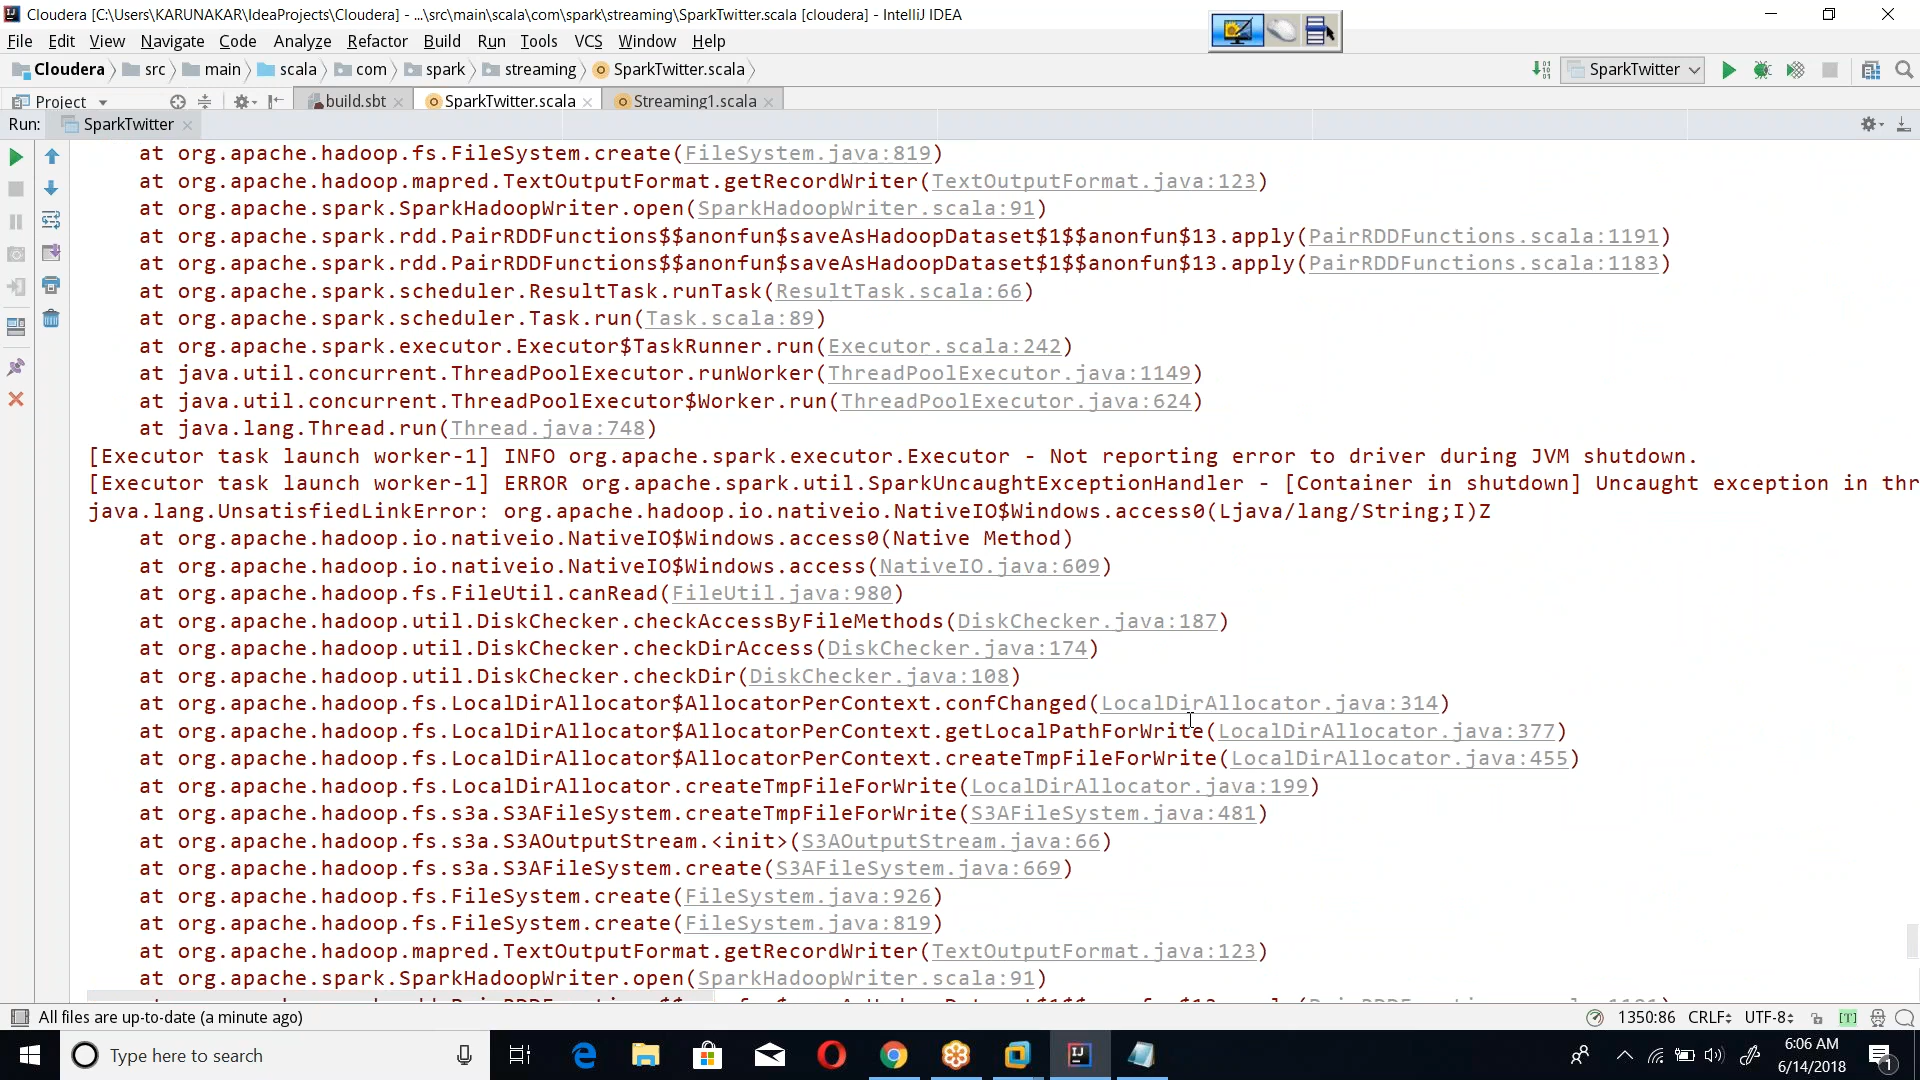 Cloudera [C:\Users\KARUNAKAR\IdeaProjects\Cloudera] - ...\src\main\scala\com\spark\streaming\SparkTwitter.scala [cloudera] - IntelliJ IDEA
File Edit View Navigate Code Analyze Refactor Build Run Tools VCS Window Help
Cloudera src main scala com spark streaming SparkTwitter.scala SparkTwitter
Project build.sbt SparkTwitter.scala Streaming1.scala
Run: SparkTwitter
at org.apache.hadoop.fs.FileSystem.create(FileSystem.java:819)
at org.apache.hadoop.mapred.TextOutputFormat.getRecordWriter(TextOutputFormat.java:123)
at org.apache.spark.SparkHadoopWriter.open(SparkHadoopWriter.scala:91)
at org.apache.spark.rdd.PairRDDFunctions$$anonfun$saveAsHadoopDataset$1$$anonfun$13.apply(PairRDDFunctions.scala:1191)
at org.apache.spark.rdd.PairRDDFunctions$$anonfun$saveAsHadoopDataset$1$$anonfun$13.apply(PairRDDFunctions.scala:1183)
at org.apache.spark.scheduler.ResultTask.runTask(ResultTask.scala:66)
at org.apache.spark.scheduler.Task.run(Task.scala:89)
at org.apache.spark.executor.Executor$TaskRunner.run(Executor.scala:242)
at java.util.concurrent.ThreadPoolExecutor.runWorker(ThreadPoolExecutor.java:1149)
at java.util.concurrent.ThreadPoolExecutor$Worker.run(ThreadPoolExecutor.java:624)
at java.lang.Thread.run(Thread.java:748)
[Executor task launch worker-1] INFO org.apache.spark.executor.Executor - Not reporting error to driver during JVM shutdown.
[Executor task launch worker-1] ERROR org.apache.spark.util.SparkUncaughtExceptionHandler - [Container in shutdown] Uncaught exception in thr
java.lang.UnsatisfiedLinkError: org.apache.hadoop.io.nativeio.NativeIO$Windows.access0(Ljava/lang/String;I)Z
at org.apache.hadoop.io.nativeio.NativeIO$Windows.access0(Native Method)
at org.apache.hadoop.io.nativeio.NativeIO$Windows.access(NativeIO.java:609)
at org.apache.hadoop.fs.FileUtil.canRead(FileUtil.java:980)
at org.apache.hadoop.util.DiskChecker.checkAccessByFileMethods(DiskChecker.java:187)
at org.apache.hadoop.util.DiskChecker.checkDirAccess(DiskChecker.java:174)
at org.apache.hadoop.util.DiskChecker.checkDir(DiskChecker.java:108)
at org.apache.hadoop.fs.LocalDirAllocator$AllocatorPerContext.confChanged(LocalDirAllocator.java:314)
at org.apache.hadoop.fs.LocalDirAllocator$AllocatorPerContext.getLocalPathForWrite(LocalDirAllocator.java:377)
at org.apache.hadoop.fs.LocalDirAllocator$AllocatorPerContext.createTmpFileForWrite(LocalDirAllocator.java:455)
at org.apache.hadoop.fs.LocalDirAllocator.createTmpFileForWrite(LocalDirAllocator.java:199)
at org.apache.hadoop.fs.s3a.S3AFileSystem.createTmpFileForWrite(S3AFileSystem.java:481)
at org.apache.hadoop.fs.s3a.S3AOutputStream.<init>(S3AOutputStream.java:66)
at org.apache.hadoop.fs.s3a.S3AFileSystem.create(S3AFileSystem.java:669)
at org.apache.hadoop.fs.FileSystem.create(FileSystem.java:926)
at org.apache.hadoop.fs.FileSystem.create(FileSystem.java:819)
at org.apache.hadoop.mapred.TextOutputFormat.getRecordWriter(TextOutputFormat.java:123)
at org.apache.spark.SparkHadoopWriter.open(SparkHadoopWriter.scala:91)
All files are up-to-date (a minute ago) 1350:86 CRLF UTF-8 [T]
Type here to search
6:06 AM
6/14/2018
1